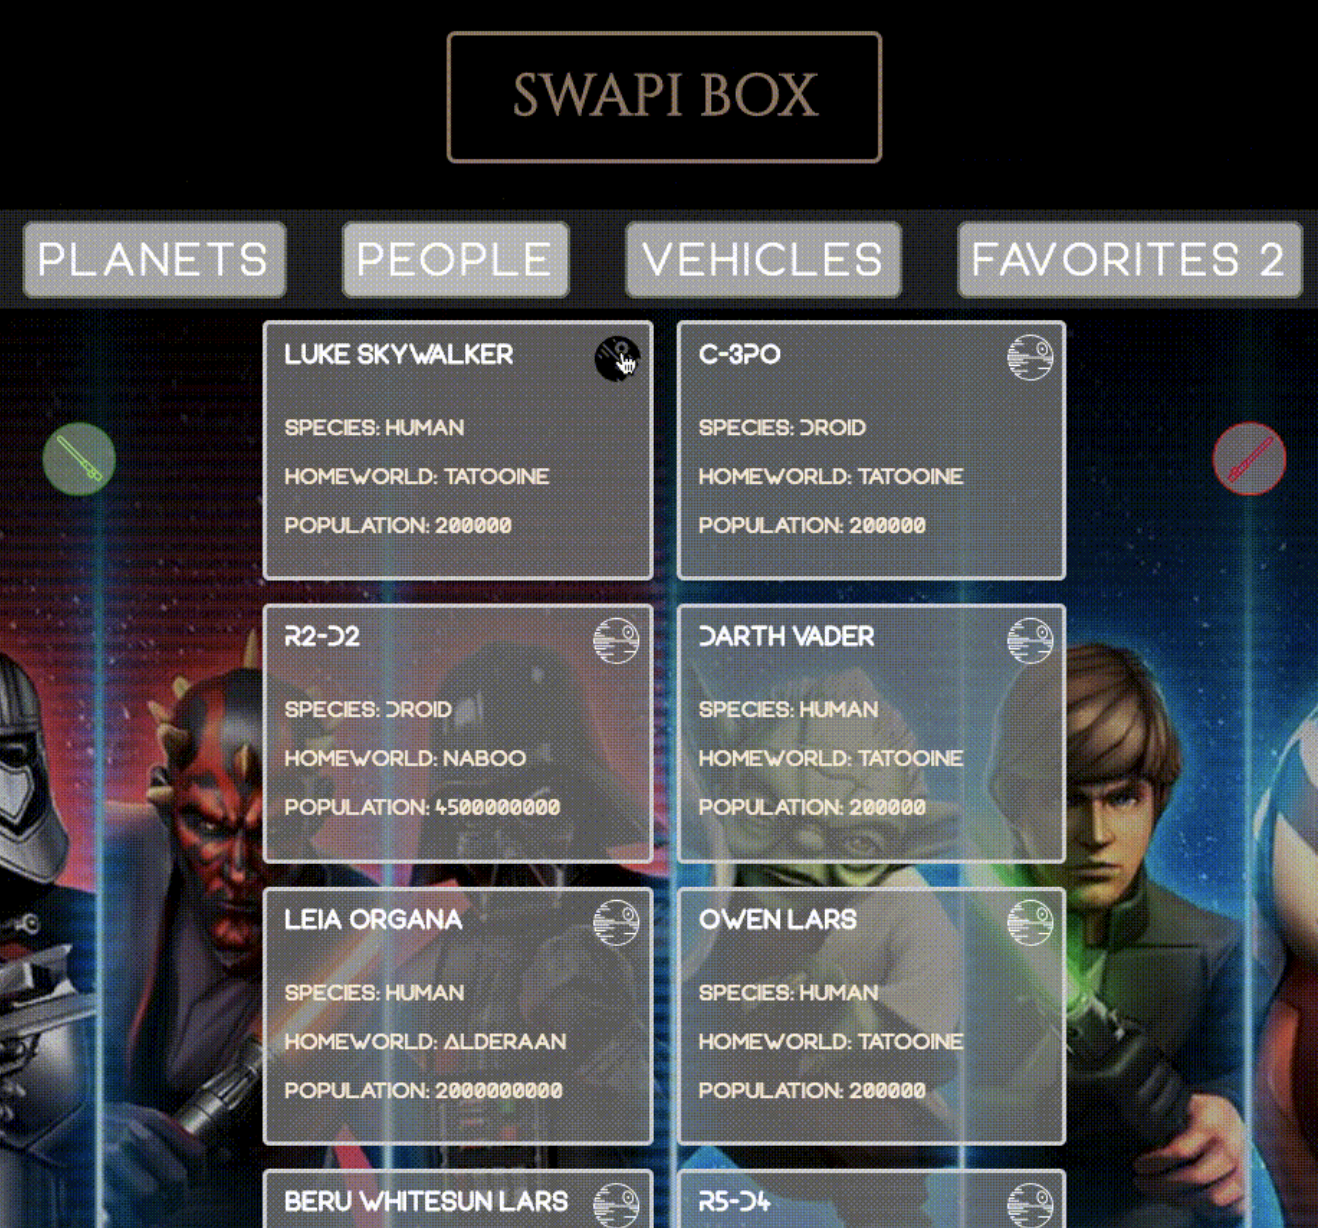 SWAPI BOX
PLANETS
PEOPLE
VEHICLES
FAVORITES 2
LUKE SKYWALKER
SPECIES: HUMAN
HOMEWORLD: TATOOINE
POPULATION: 200000
C-3PO
SPECIES: DROID
HOMEWORLD: TATOOINE
POPULATION: 200000
R2-D2
SPECIES: DROID
HOMEWORLD: NABOO
POPULATION: 4500000000
DARTH VADER
SPECIES: HUMAN
HOMEWORLD: TATOOINE
POPULATION: 200000
LEIA ORGANA
SPECIES: HUMAN
HOMEWORLD: ALDERAAN
POPULATION: 2000000000
OWEN LARS
SPECIES: HUMAN
HOMEWORLD: TATOOINE
POPULATION: 200000
BERU WHITESUN LARS
R5-D4